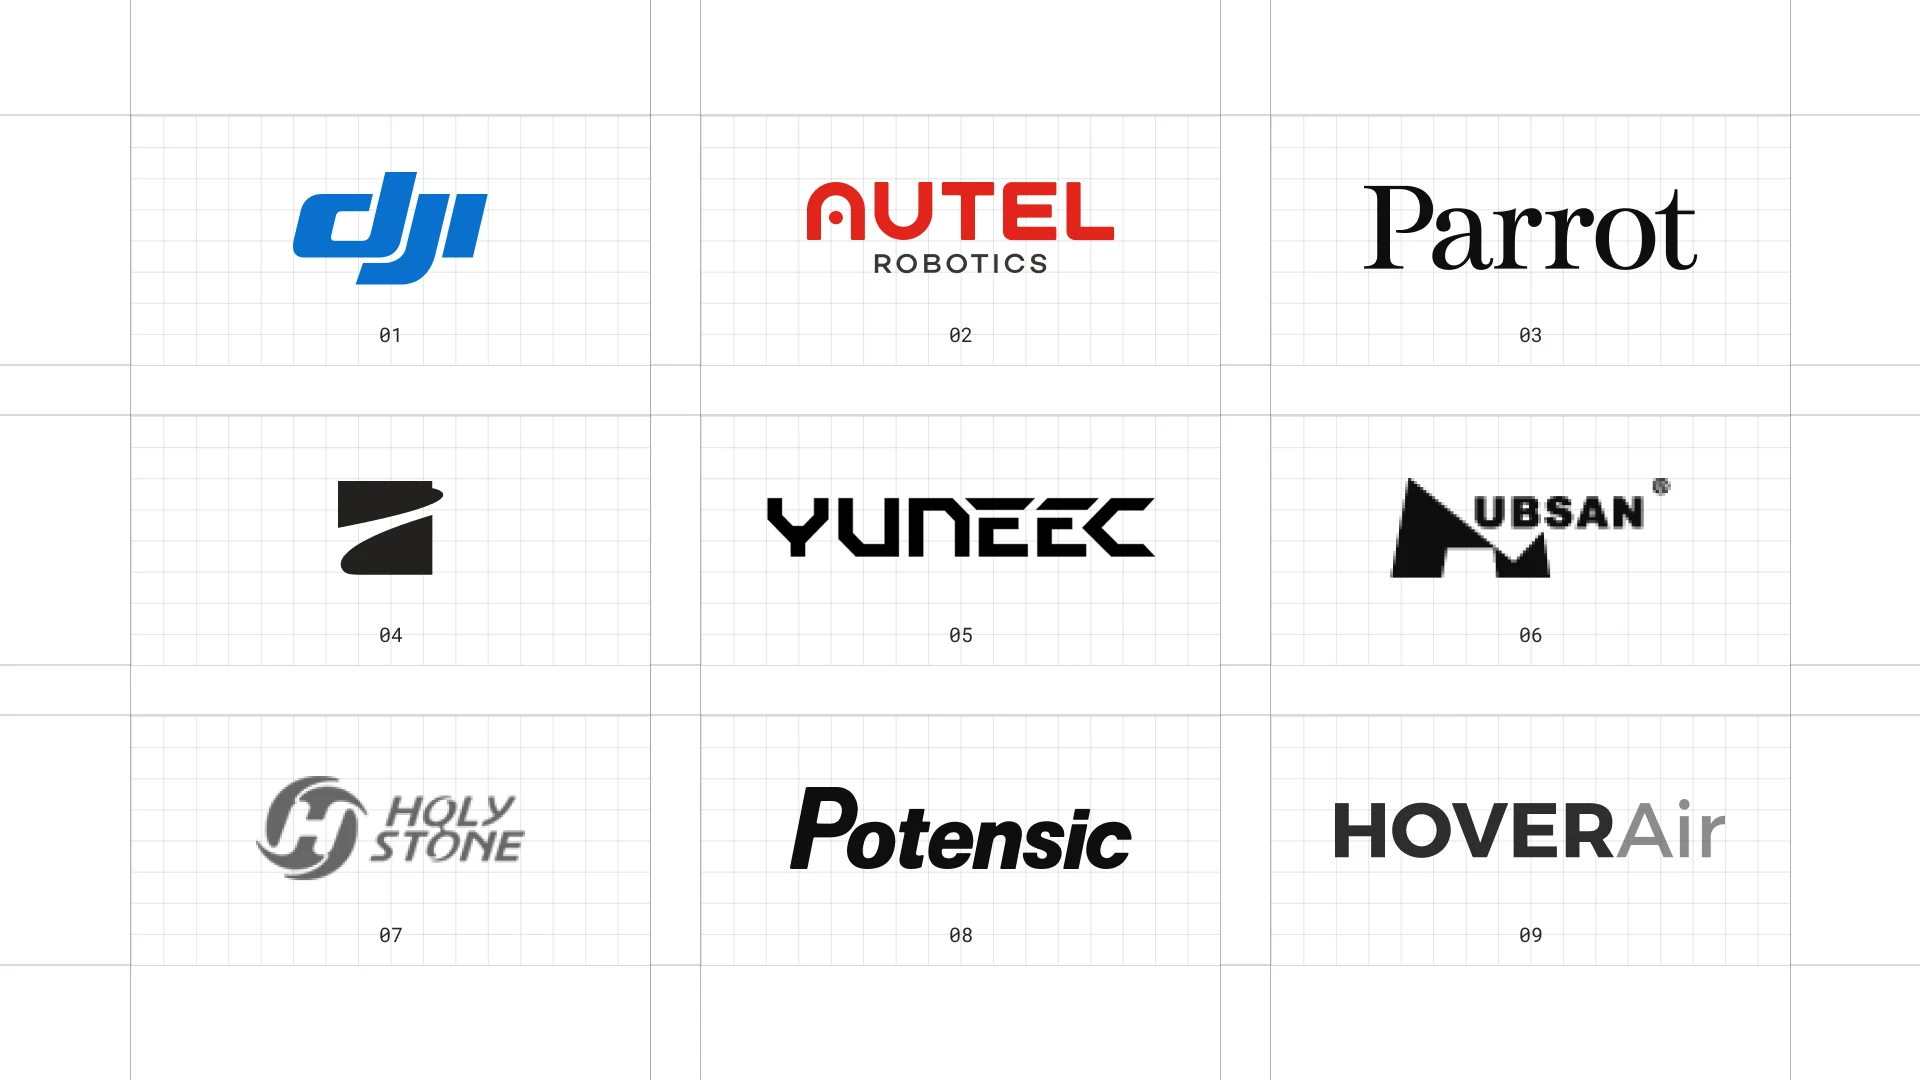 dji
AUTEL
ROBOTICS
01
02
Parrot
03
04
YUNEEC
05
UBSAN®
06
HOLY
STONE
07
Potensic
08
HOVERAir
09